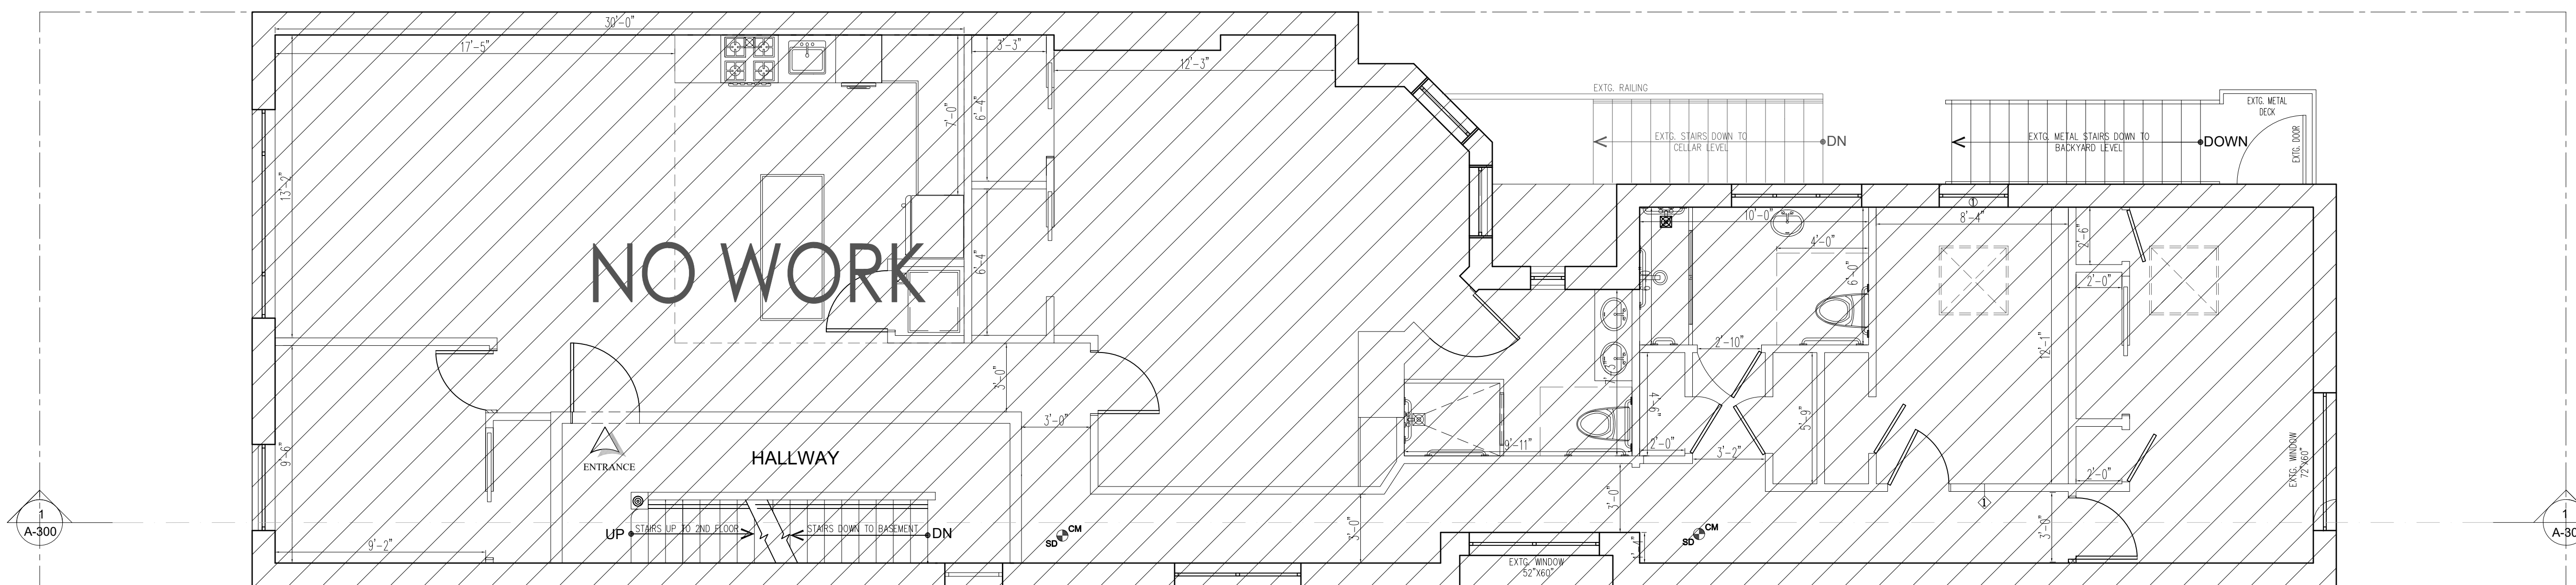 30'-0"
17'-5"
3'-3"
12'-3"
6'-4"
7'-0"
13'-2"
6'-4"
NO WORK
EXTG. RAILING
EXTG. STAIRS DOWN TO
CELLAR LEVEL
DN
EXTG. METAL STAIRS DOWN TO
BACKYARD LEVEL
DOWN
EXTG. METAL
DECK
EXTG. DOOR
1
10'-0"
8'-4"
4'-0"
2'-6"
6'-0"
2'-0"
2'-10"
12'-1"
3'-0"
9'-6"
3'-0"
ENTRANCE
HALLWAY
9'-11"
2'-0"
3'-2"
5'-9"
2'-0"
EXTG. WINDOW
72"X60"
1
A-300
UP
STAIRS UP TO 2ND FLOOR
STAIRS DOWN TO BASEMENT
DN
SD
CM
3'-0"
3'-0"
SD
CM
1
3'-0"
9'-2"
EXTG. WINDOW
52"X60"
1
A-30